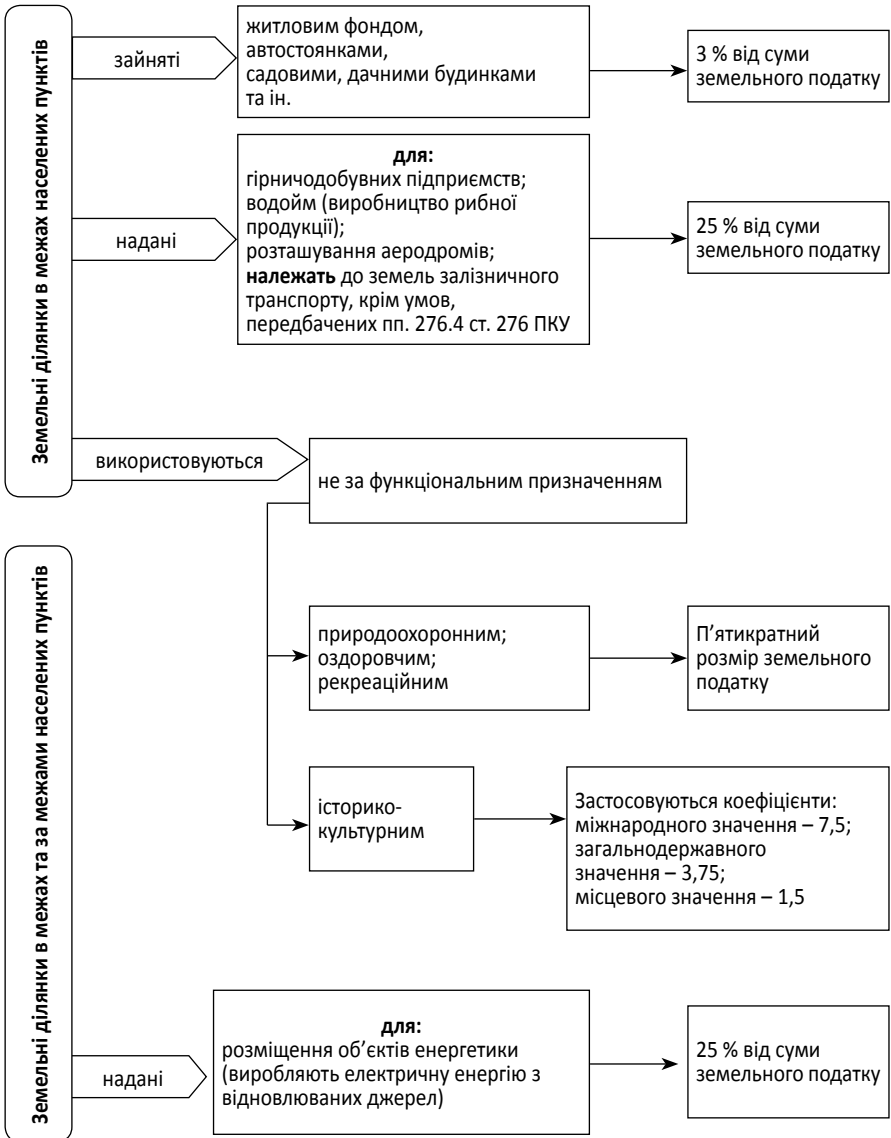 Земельні ділянки в межах населених пунктів
зайняті
житловим фондом,
автостоянками,
садовими, дачними будинками
та ін.
3 % від суми
земельного податку
надані
для:
гірничодобувних підприємств;
водойм (виробництво рибної
продукції);
розташування аеродромів;
належать до земель залізничного
транспорту, крім умов,
передбачених пп. 276.4 ст. 276 ПКУ
25 % від суми
земельного податку
використовуються
не за функціональним призначенням
Земельні ділянки в межах та за межами населених пунктів
природоохоронним;
оздоровчим;
рекреаційним
П’ятикратний
розмір земельного
податку
історико-
культурним
Застосовуються коефіцієнти:
міжнародного значення – 7,5;
загальнодержавного
значення – 3,75;
місцевого значення – 1,5
надані
для:
розміщення об’єктів енергетики
(виробляють електричну енергію з
відновлюваних джерел)
25 % від суми
земельного податку